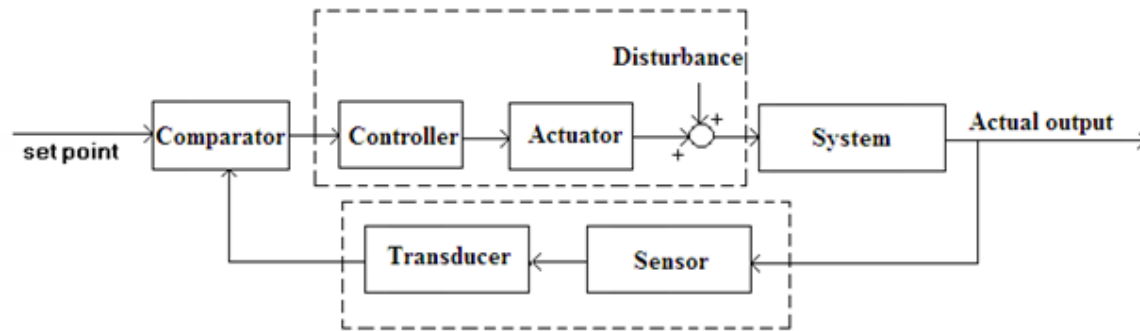 Disturbance
set point
Comparator
Controller
Actuator
+
+
System
Actual output
Transducer
Sensor